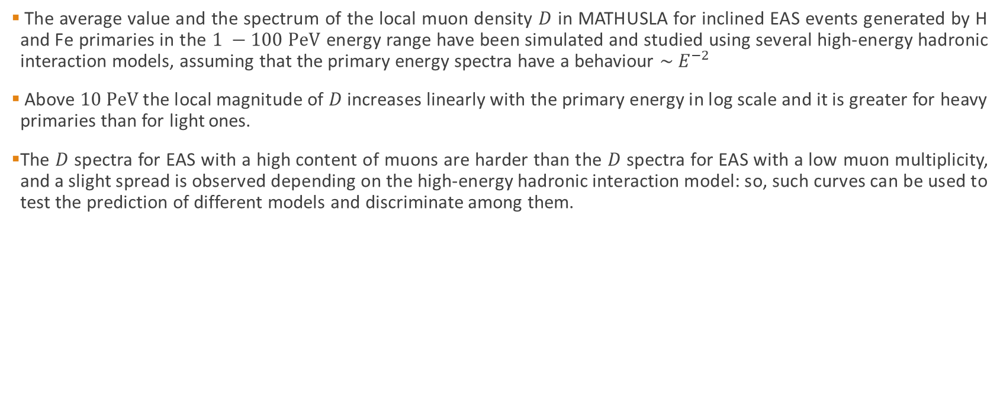 ▪ The average value and the spectrum of the local muon density D in MATHUSLA for inclined EAS events generated by H
and Fe primaries in the 1 − 100 PeV energy range have been simulated and studied using several high-energy hadronic
interaction models, assuming that the primary energy spectra have a behaviour ~ E⁻²
▪ Above 10 PeV the local magnitude of D increases linearly with the primary energy in log scale and it is greater for heavy
primaries than for light ones.
▪The D spectra for EAS with a high content of muons are harder than the D spectra for EAS with a low muon multiplicity,
and a slight spread is observed depending on the high-energy hadronic interaction model: so, such curves can be used to
test the prediction of different models and discriminate among them.